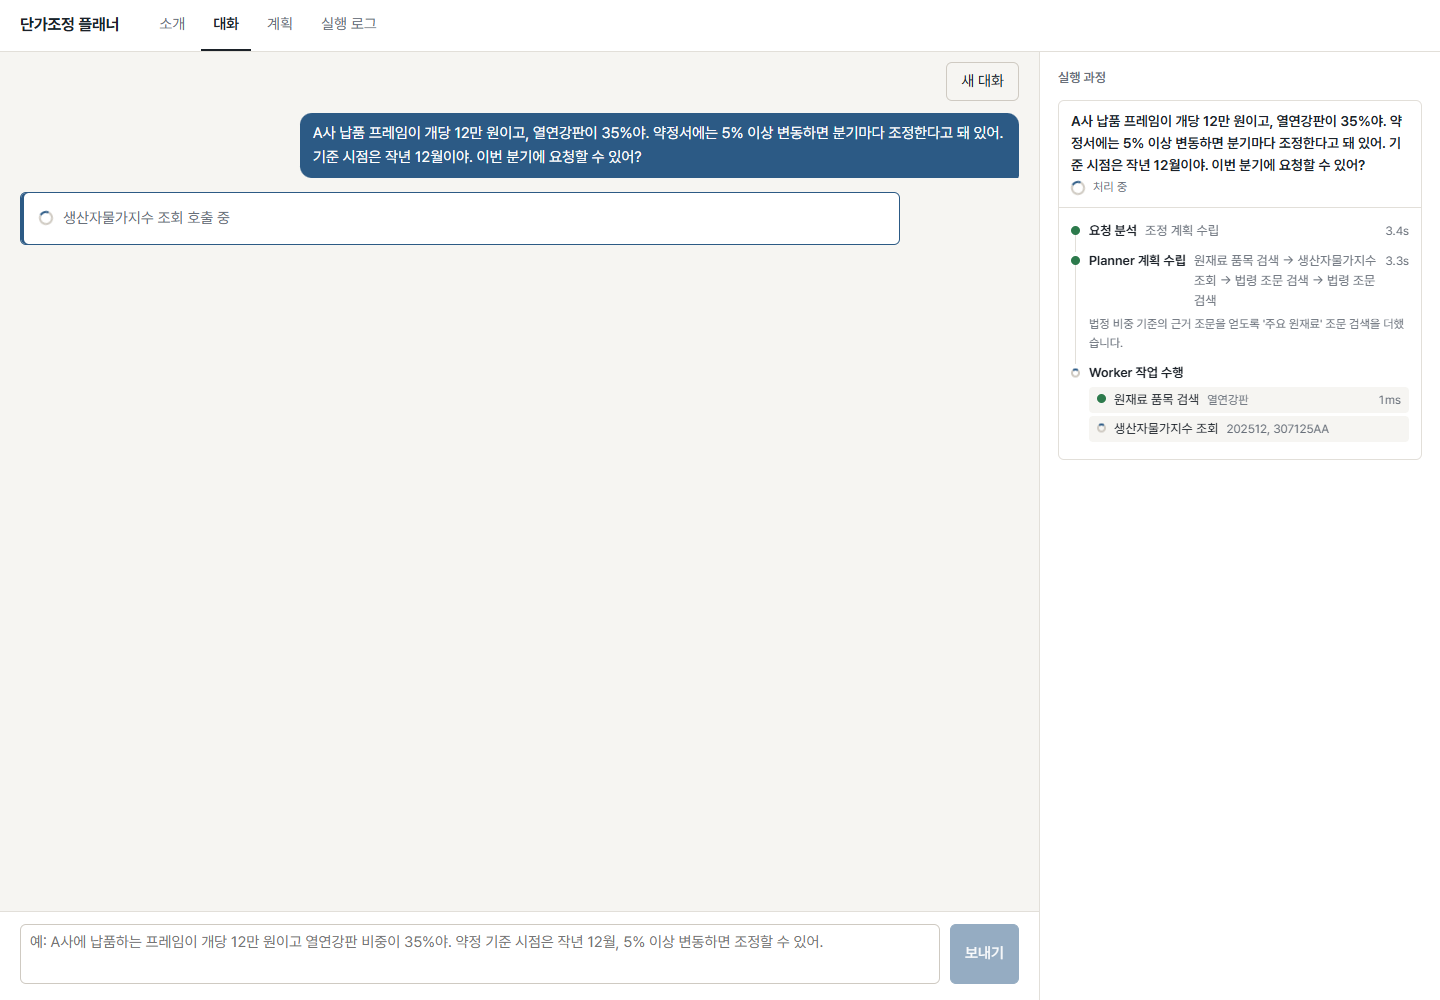 단가조정 플래너
소개
대화
계획
실행 로그
새 대화
A사 납품 프레임이 개당 12만 원이고, 열연강판이 35%야. 약정서에는 5% 이상 변동하면 분기마다 조정한다고 돼 있어.
기준 시점은 작년 12월이야. 이번 분기에 요청할 수 있어?
생산자물가지수 조회 호출 중
예: A사에 납품하는 프레임이 개당 12만 원이고 열연강판 비중이 35%야. 약정 기준 시점은 작년 12월, 5% 이상 변동하면 조정할 수 있어.
보내기
실행 과정
A사 납품 프레임이 개당 12만 원이고, 열연강판이 35%야. 약
정서에는 5% 이상 변동하면 분기마다 조정한다고 돼 있어. 기
준 시점은 작년 12월이야. 이번 분기에 요청할 수 있어?
처리 중
요청 분석 조정 계획 수립 3.4s
Planner 계획 수립 원재료 품목 검색 → 생산자물가지수 3.3s
조회 → 법령 조문 검색 → 법령 조문
검색
법정 비중 기준의 근거 조문을 얻도록 '주요 원재료' 조문 검색을 더했
습니다.
Worker 작업 수행
원재료 품목 검색 열연강판 1ms
생산자물가지수 조회 202512, 307125AA